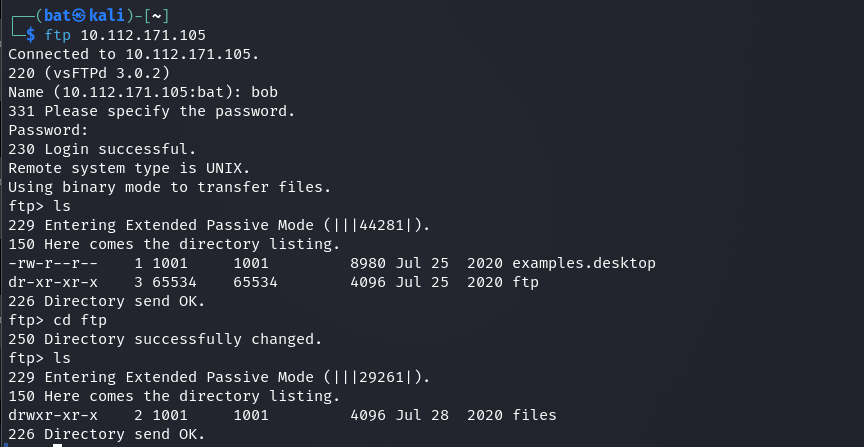 ┌──(bat㉿kali)-[~]
└─$ ftp 10.112.171.105
Connected to 10.112.171.105.
220 (vsFTPd 3.0.2)
Name (10.112.171.105:bat): bob
331 Please specify the password.
Password:
230 Login successful.
Remote system type is UNIX.
Using binary mode to transfer files.
ftp> ls
229 Entering Extended Passive Mode (|||44281|).
150 Here comes the directory listing.
-rw-r--r--    1 1001     1001         8980 Jul 25  2020 examples.desktop
dr-xr-xr-x    3 65534    65534        4096 Jul 25  2020 ftp
226 Directory send OK.
ftp> cd ftp
250 Directory successfully changed.
ftp> ls
229 Entering Extended Passive Mode (|||29261|).
150 Here comes the directory listing.
drwxr-xr-x    2 1001     1001         4096 Jul 28  2020 files
226 Directory send OK.